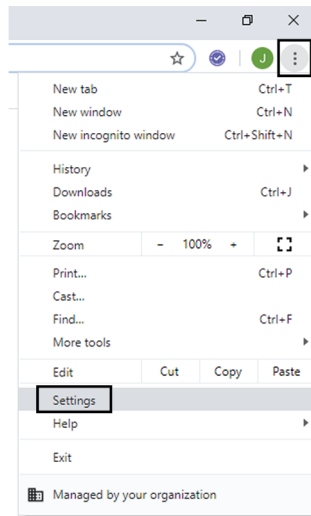 J
New tab Ctrl+T
New window Ctrl+N
New incognito window Ctrl+Shift+N
History
Downloads Ctrl+J
Bookmarks
Zoom - 100% +
Print... Ctrl+P
Cast...
Find... Ctrl+F
More tools
Edit Cut Copy Paste
Settings
Help
Exit
Managed by your organization